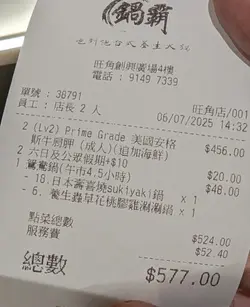 鍋霸
旺角創興廣場4樓
電話 : 9149 7339
單號 : 36791
旺角店/001
員工 : 店長 2 人
06/07/2025 14:32
2 (Lv2) Prime Grade 美國安格斯牛肩胛 (成人)(追加海鮮) $456.00
2 六日及公眾假期+$10 $20.00
1 鴛鴦鍋(午市4.5小時) $48.00
- 10.日本壽喜燒sukiyaki鍋 x 1
- 6. 養生蟲草花桃膠雞湯鍋 x 1
點菜總數 $524.00
服務費 $52.40
總數 $577.00